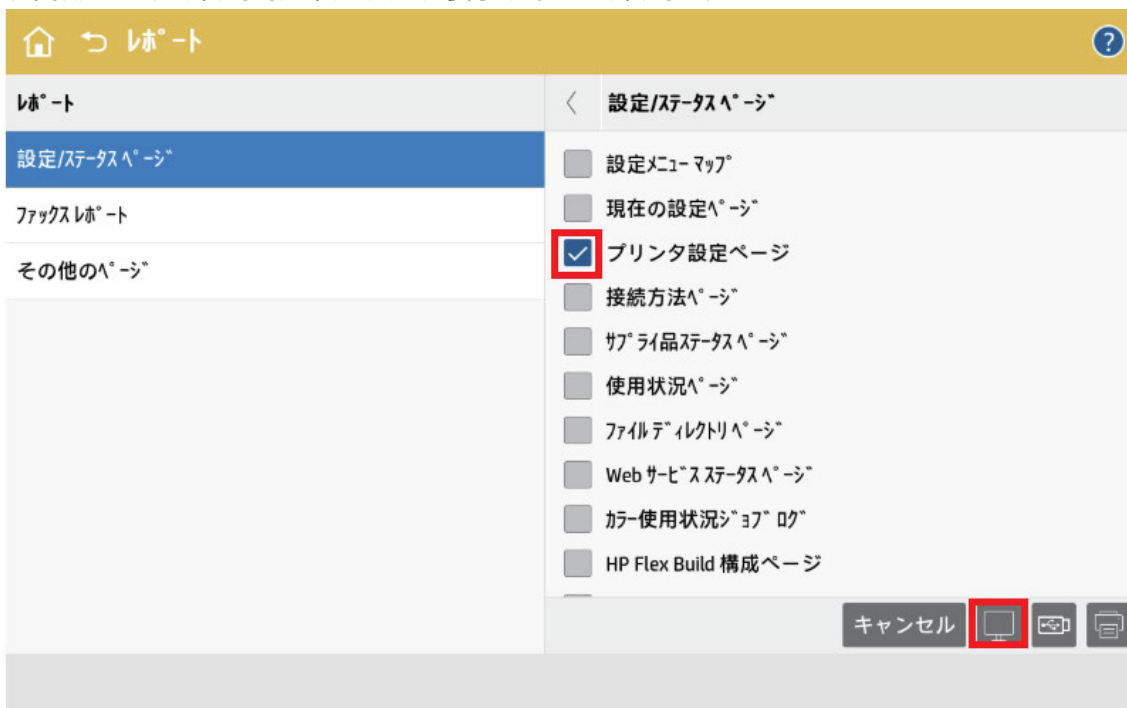 ﾚﾎﾟｰﾄ
?
ﾚﾎﾟｰﾄ
設定/ｽﾃｰﾀｽ ﾍﾟｰｼﾞ
ﾌｧｯｸｽ ﾚﾎﾟｰﾄ
その他のﾍﾟｰｼﾞ
設定/ｽﾃｰﾀｽ ﾍﾟｰｼﾞ
設定ﾒﾆｭｰ ﾏｯﾌﾟ
現在の設定ﾍﾟｰｼﾞ
プリンタ設定ページ
接続方法ﾍﾟｰｼﾞ
ｻﾌﾟﾗｲ品ｽﾃｰﾀｽ ﾍﾟｰｼﾞ
使用状況ﾍﾟｰｼﾞ
ﾌｧｲﾙ ﾃﾞｨﾚｸﾄﾘ ﾍﾟｰｼﾞ
Web ｻｰﾋﾞｽ ｽﾃｰﾀｽ ﾍﾟｰｼﾞ
ｶﾗｰ使用状況ｼﾞｮﾌﾞ ﾛｸﾞ
HP Flex Build 構成ページ
キャンセル